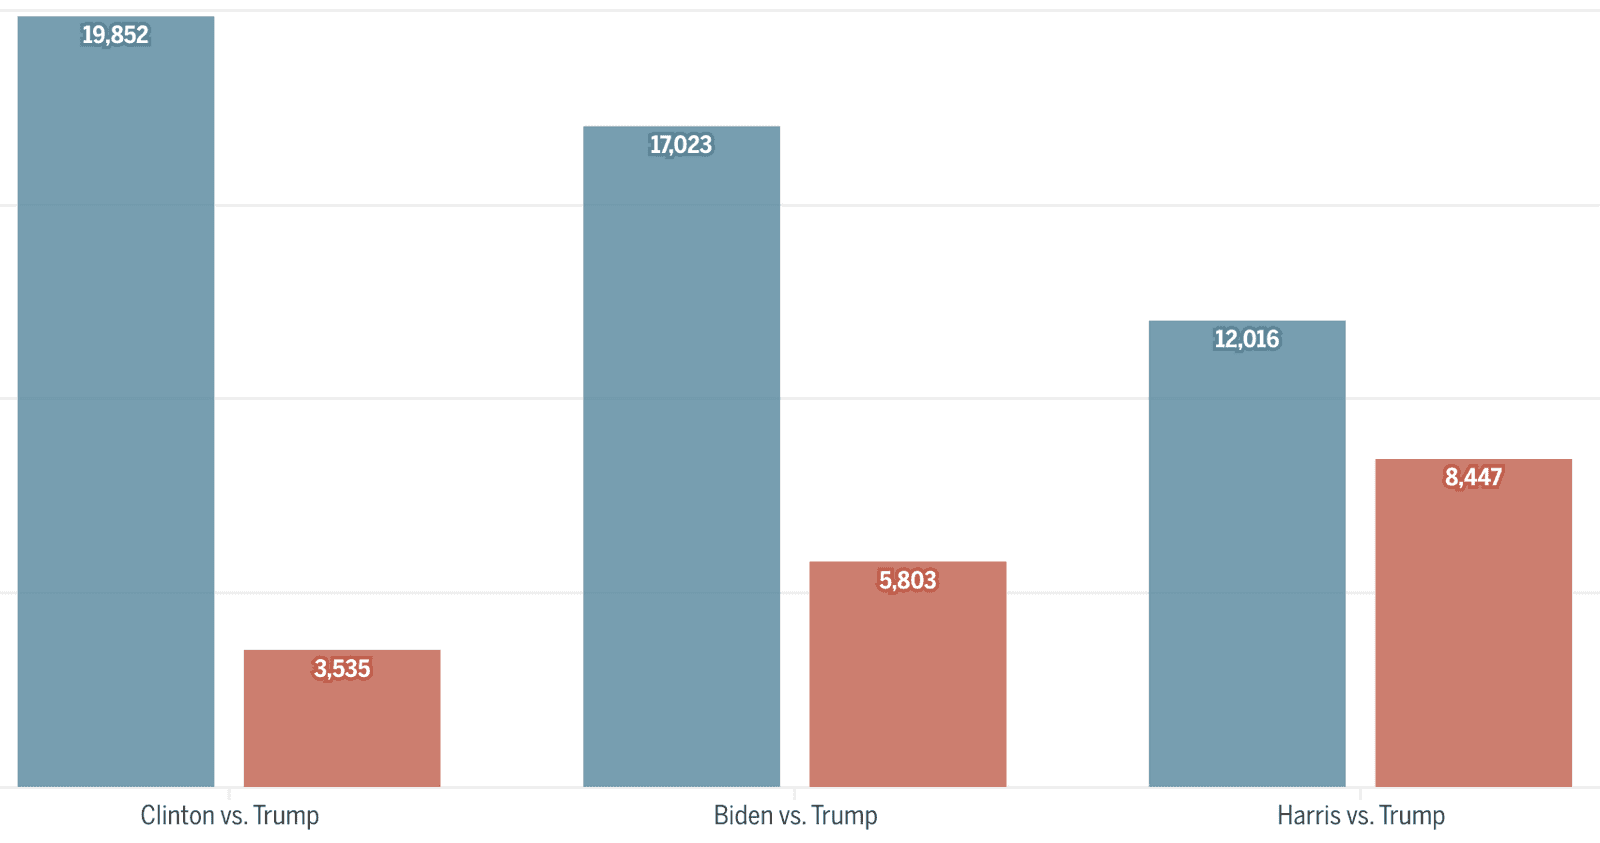 19,852
17,023
12,016
8,447
5,803
3,535
Clinton vs. Trump
Biden vs. Trump
Harris vs. Trump